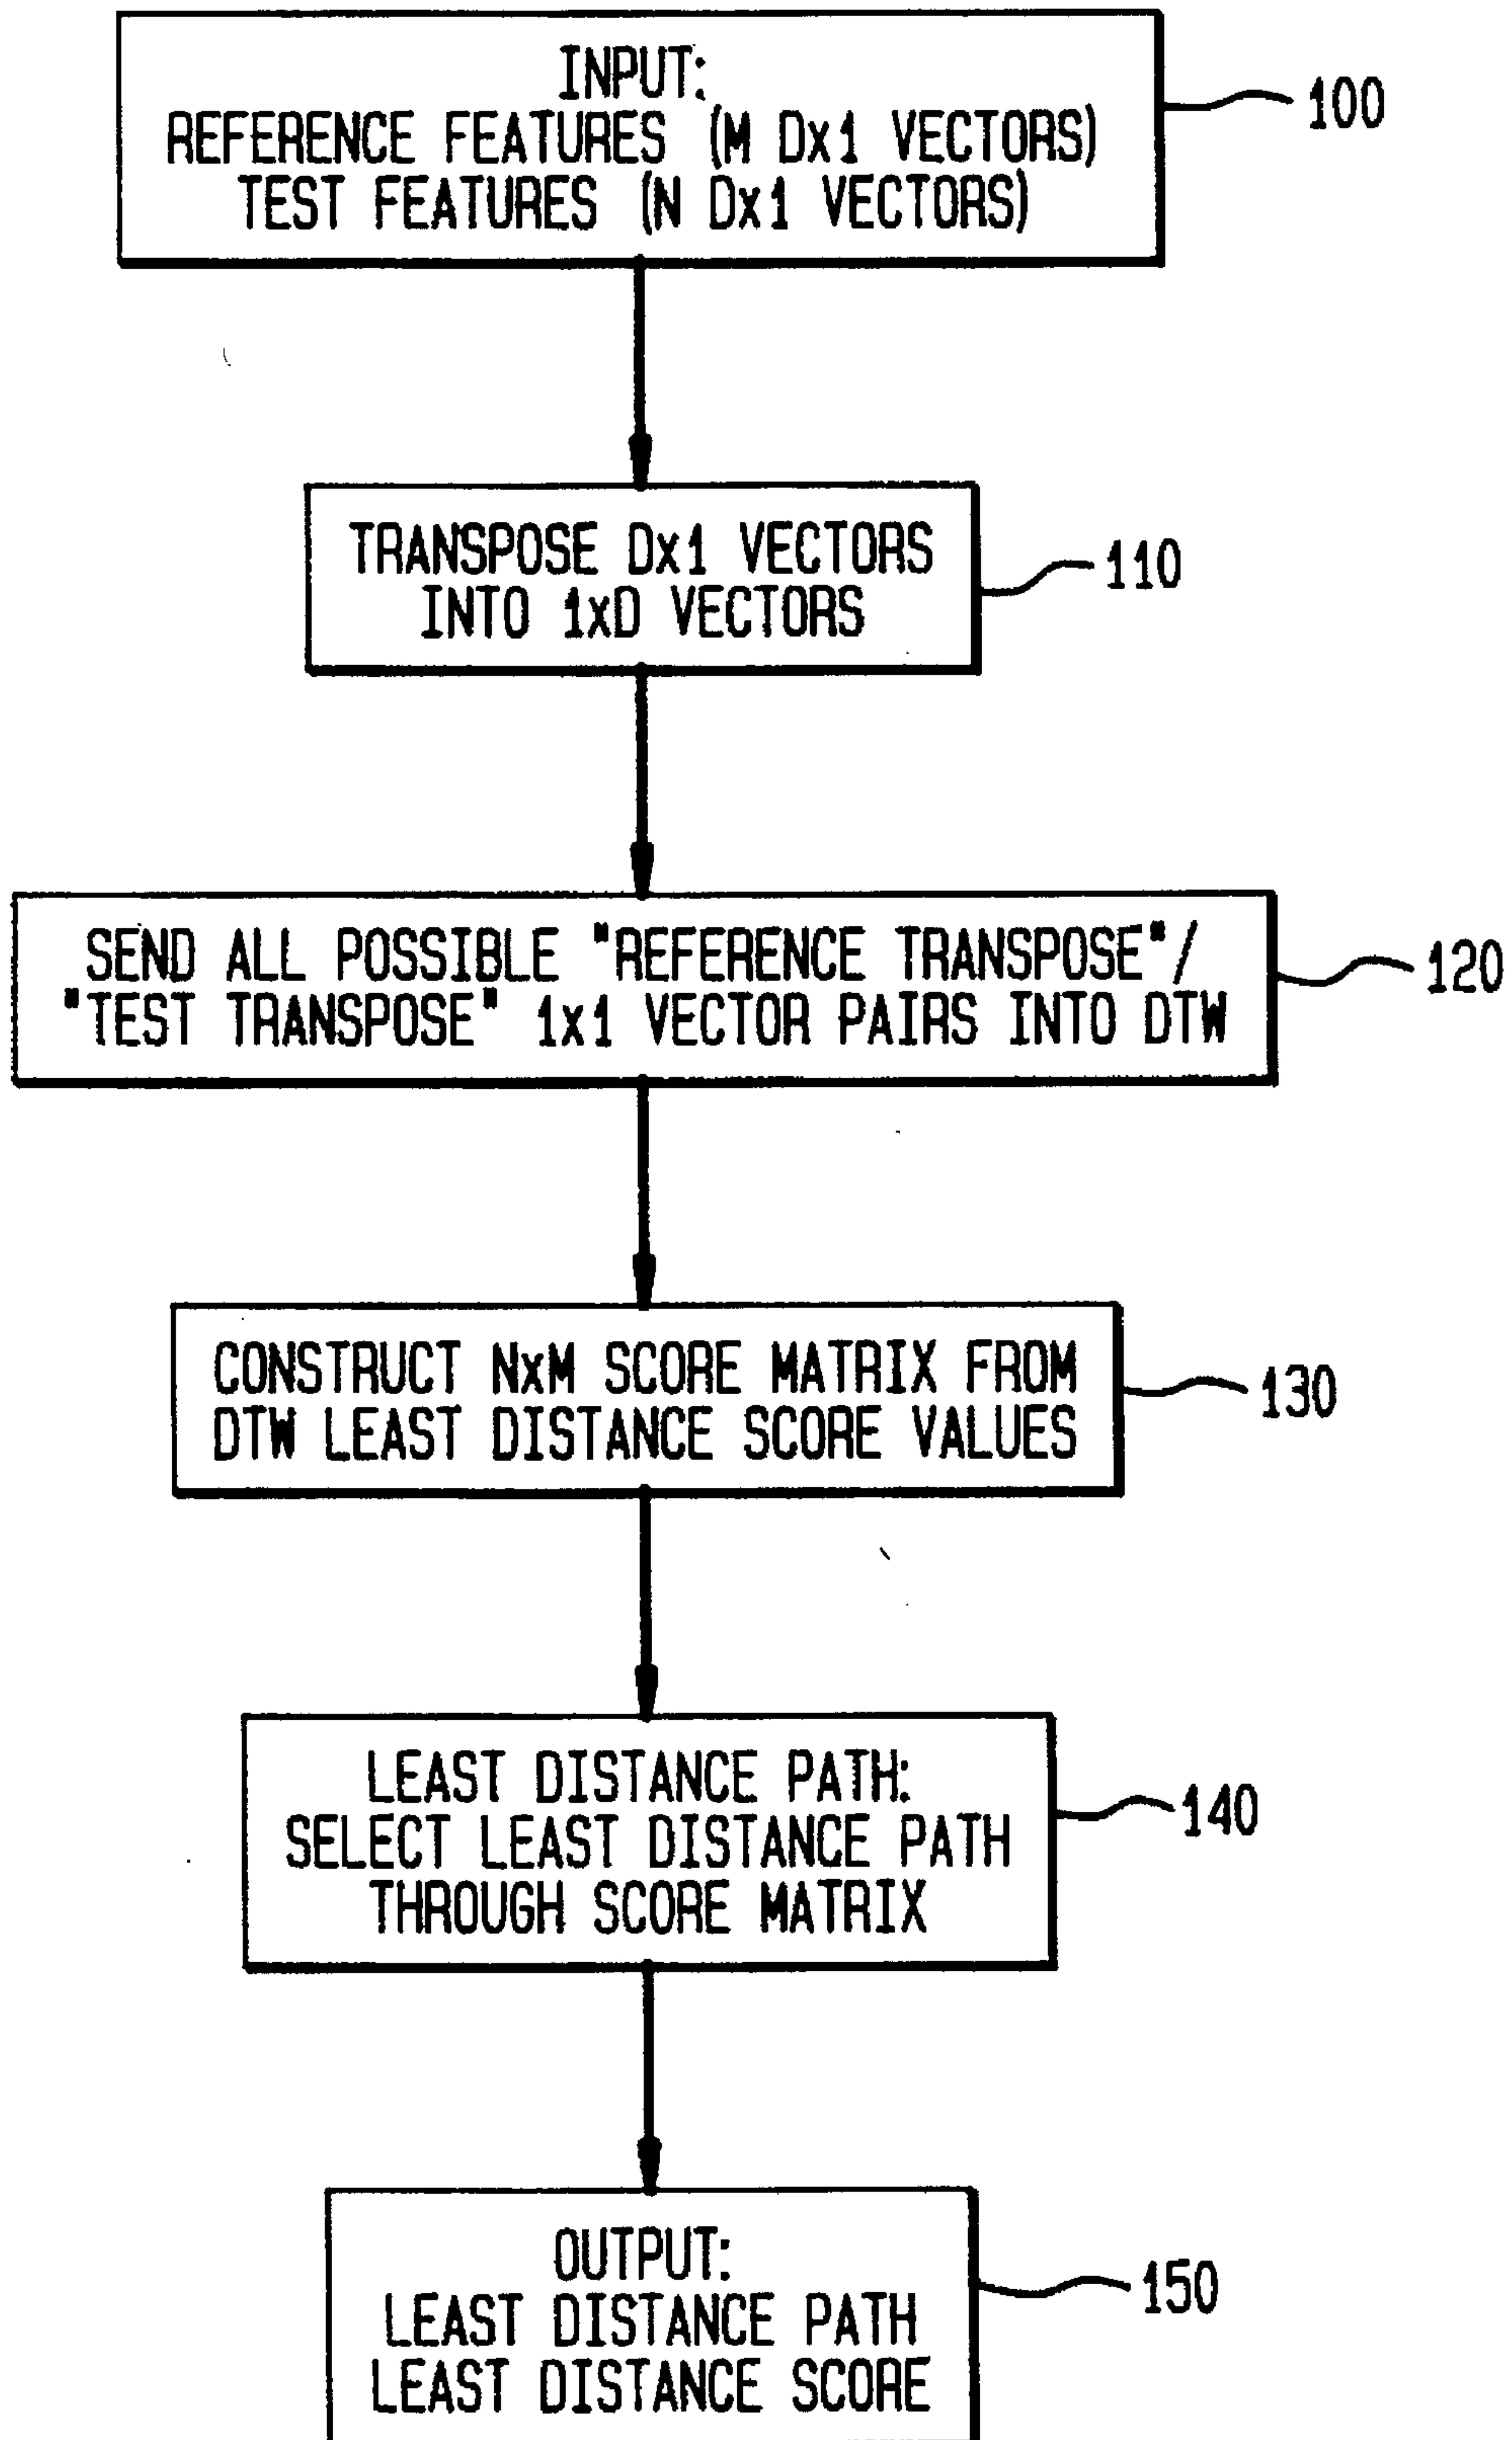 INPUT:
REFERENCE FEATURES (M Dx1 VECTORS)
TEST FEATURES (N Dx1 VECTORS)
100
TRANSPOSE Dx1 VECTORS
INTO 1xD VECTORS
110
SEND ALL POSSIBLE "REFERENCE TRANSPOSE"/
"TEST TRANSPOSE" 1x1 VECTOR PAIRS INTO DTW
120
CONSTRUCT NxM SCORE MATRIX FROM
DTW LEAST DISTANCE SCORE VALUES
130
LEAST DISTANCE PATH:
SELECT LEAST DISTANCE PATH
THROUGH SCORE MATRIX
140
OUTPUT:
LEAST DISTANCE PATH
LEAST DISTANCE SCORE
150